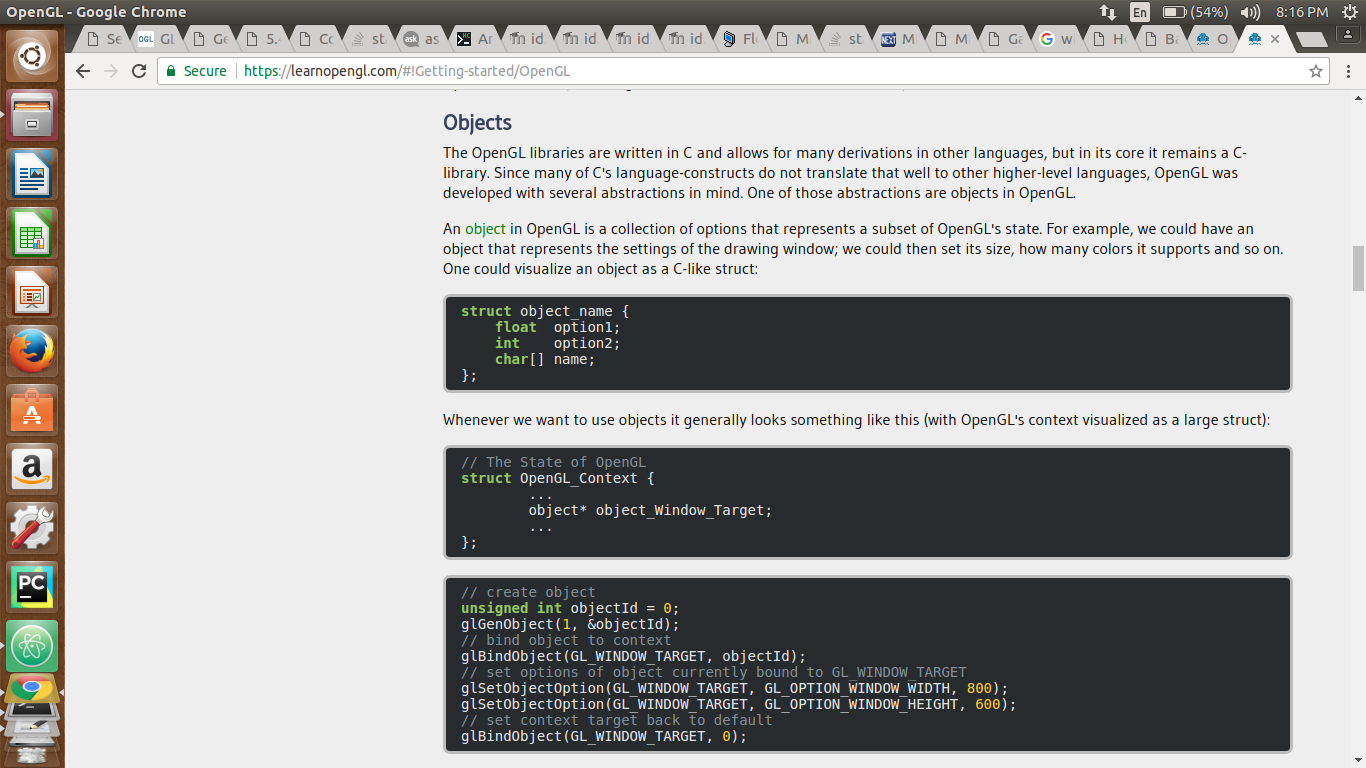 OpenGL - Google Chrome
En
(54%)
8:16 PM
Se
OGL
Gl
Ge
5.
Co
st
ask
as
Ar
id
id
id
id
Fl
M
st
NEXT
M
M
Ga
G
w
H
Ba
O
Secure
https://learnopengl.com/#!Getting-started/OpenGL
Objects
The OpenGL libraries are written in C and allows for many derivations in other languages, but in its core it remains a C-
library. Since many of C's language-constructs do not translate that well to other higher-level languages, OpenGL was
developed with several abstractions in mind. One of those abstractions are objects in OpenGL.
An object in OpenGL is a collection of options that represents a subset of OpenGL's state. For example, we could have an
object that represents the settings of the drawing window; we could then set its size, how many colors it supports and so on.
One could visualize an object as a C-like struct:
struct object_name {
    float  option1;
    int    option2;
    char[] name;
};
Whenever we want to use objects it generally looks something like this (with OpenGL's context visualized as a large struct):
// The State of OpenGL
struct OpenGL_Context {
        ...
        object* object_Window_Target;
        ...
};
// create object
unsigned int objectId = 0;
glGenObject(1, &objectId);
// bind object to context
glBindObject(GL_WINDOW_TARGET, objectId);
// set options of object currently bound to GL_WINDOW_TARGET
glSetObjectOption(GL_WINDOW_TARGET, GL_OPTION_WINDOW_WIDTH, 800);
glSetObjectOption(GL_WINDOW_TARGET, GL_OPTION_WINDOW_HEIGHT, 600);
// set context target back to default
glBindObject(GL_WINDOW_TARGET, 0);
A
a
PC